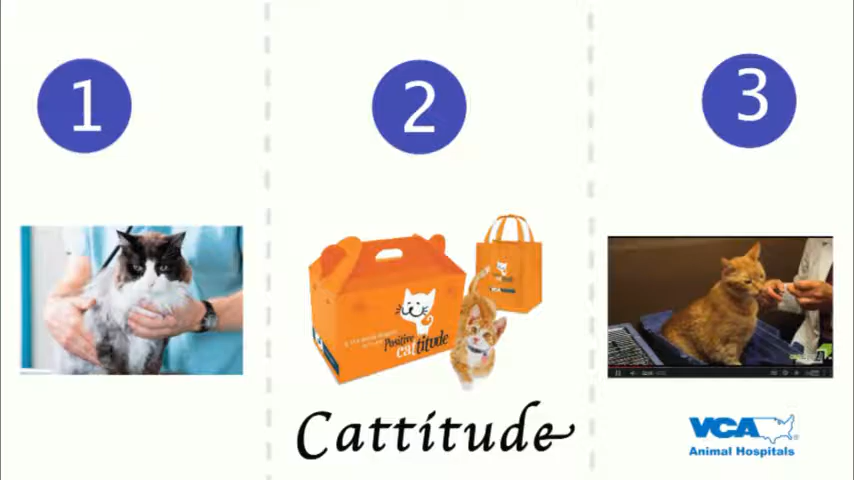 1
2
3
Positive
cattitude
Cattitude
VCA
Animal Hospitals